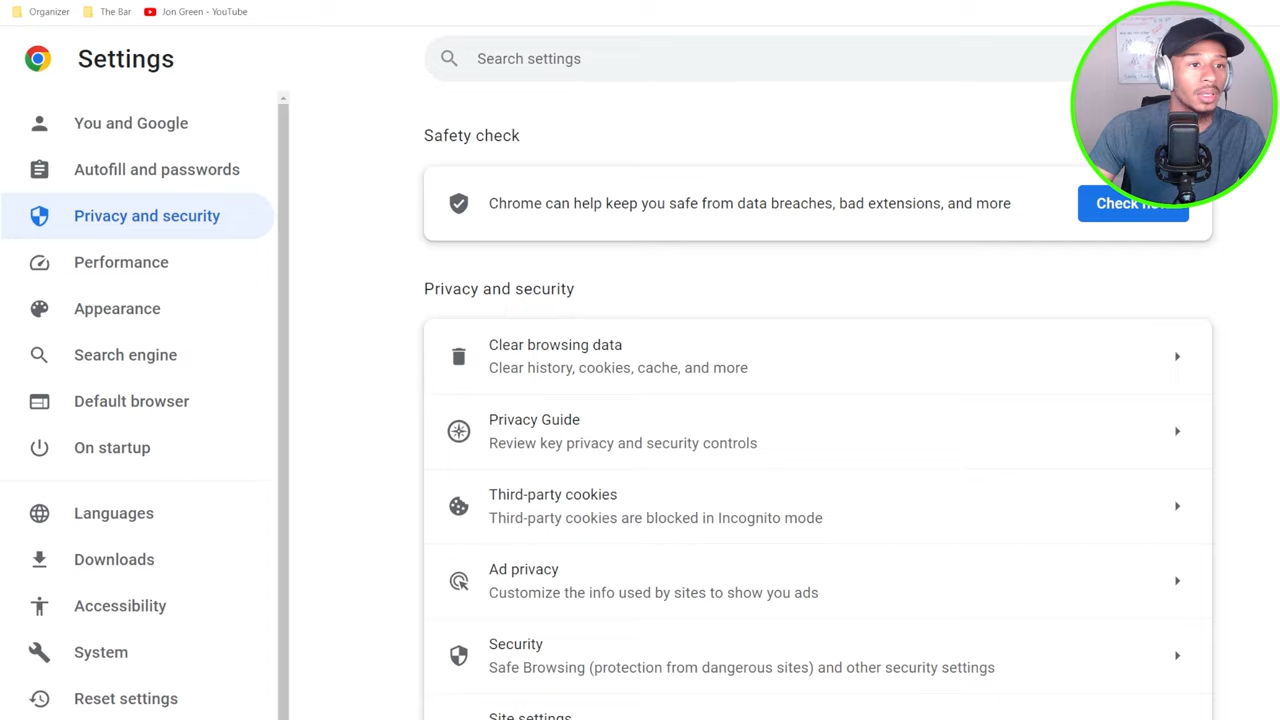 Organizer
The Bar
Jon Green - YouTube
Settings
Search settings
You and Google
Autofill and passwords
Privacy and security
Performance
Appearance
Search engine
Default browser
On startup
Languages
Downloads
Accessibility
System
Reset settings
Safety check
Chrome can help keep you safe from data breaches, bad extensions, and more
Check
Privacy and security
Clear browsing data
Clear history, cookies, cache, and more
Privacy Guide
Review key privacy and security controls
Third-party cookies
Third-party cookies are blocked in Incognito mode
Ad privacy
Customize the info used by sites to show you ads
Security
Safe Browsing (protection from dangerous sites) and other security settings
Site settings